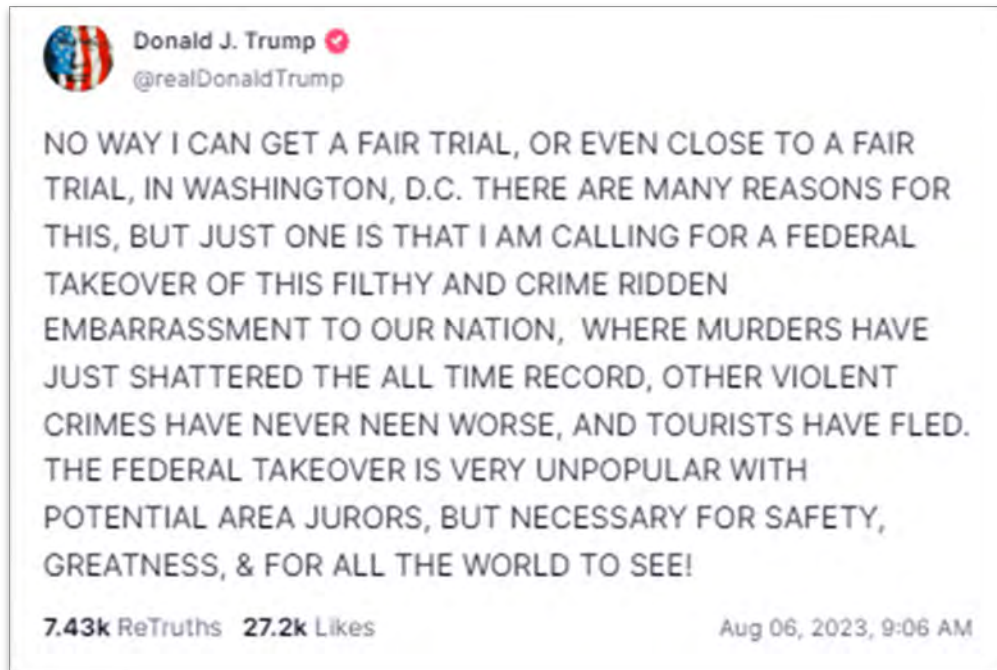 Donald J. Trump
@realDonaldTrump
NO WAY I CAN GET A FAIR TRIAL, OR EVEN CLOSE TO A FAIR
TRIAL, IN WASHINGTON, D.C. THERE ARE MANY REASONS FOR
THIS, BUT JUST ONE IS THAT I AM CALLING FOR A FEDERAL
TAKEOVER OF THIS FILTHY AND CRIME RIDDEN
EMBARRASSMENT TO OUR NATION,  WHERE MURDERS HAVE
JUST SHATTERED THE ALL TIME RECORD, OTHER VIOLENT
CRIMES HAVE NEVER NEEN WORSE, AND TOURISTS HAVE FLED.
THE FEDERAL TAKEOVER IS VERY UNPOPULAR WITH
POTENTIAL AREA JURORS, BUT NECESSARY FOR SAFETY,
GREATNESS, & FOR ALL THE WORLD TO SEE!
7.43k ReTruths 27.2k Likes Aug 06, 2023, 9:06 AM